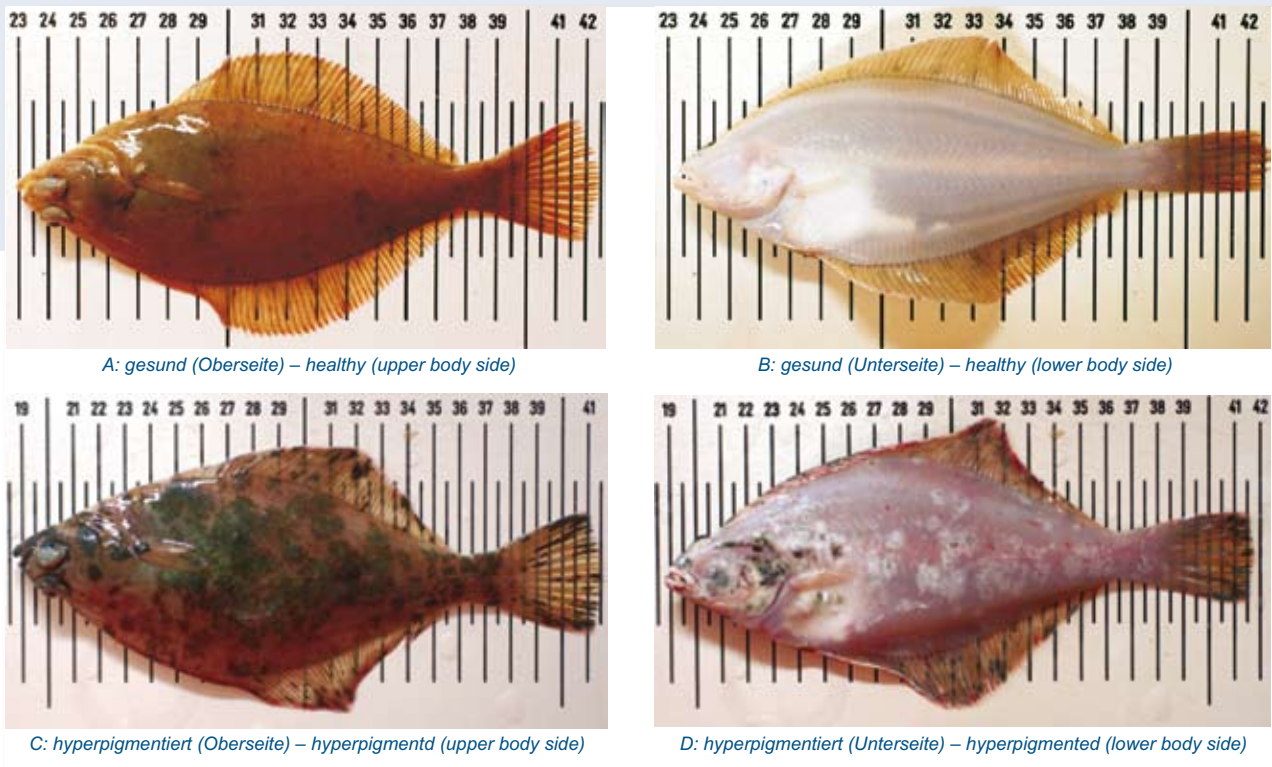 23 24 25 26 27 28 29 31 32 33 34 35 36 37 38 39 41 42
23 24 25 26 27 28 29 31 32 33 34 35 36 37 38 39 41 42
A: gesund (Oberseite) – healthy (upper body side)
B: gesund (Unterseite) – healthy (lower body side)
19 21 22 23 24 25 26 27 28 29 31 32 33 34 35 36 37 38 39 41
19 21 22 23 24 25 26 27 28 29 31 32 33 34 35 36 37 38 39 41 42
C: hyperpigmentiert (Oberseite) – hyperpigmentd (upper body side)
D: hyperpigmentiert (Unterseite) – hyperpigmented (lower body side)